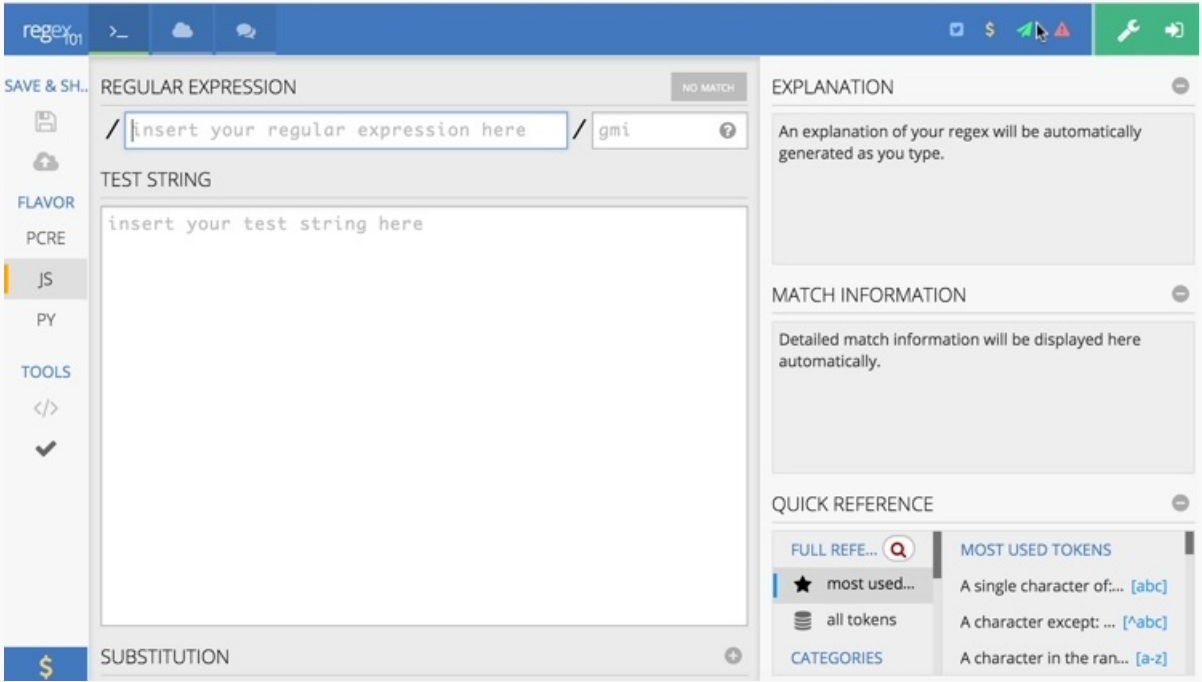 regex101
SAVE & SH..
FLAVOR
PCRE
JS
PY
TOOLS
</>
$
REGULAR EXPRESSION
NO MATCH
/ insert your regular expression here / gmi
TEST STRING
insert your test string here
SUBSTITUTION
$
EXPLANATION
An explanation of your regex will be automatically
generated as you type.
MATCH INFORMATION
Detailed match information will be displayed here
automatically.
QUICK REFERENCE
FULL REFE...
most used...
all tokens
CATEGORIES
MOST USED TOKENS
A single character of:... [abc]
A character except: ... [^abc]
A character in the ran... [a-z]